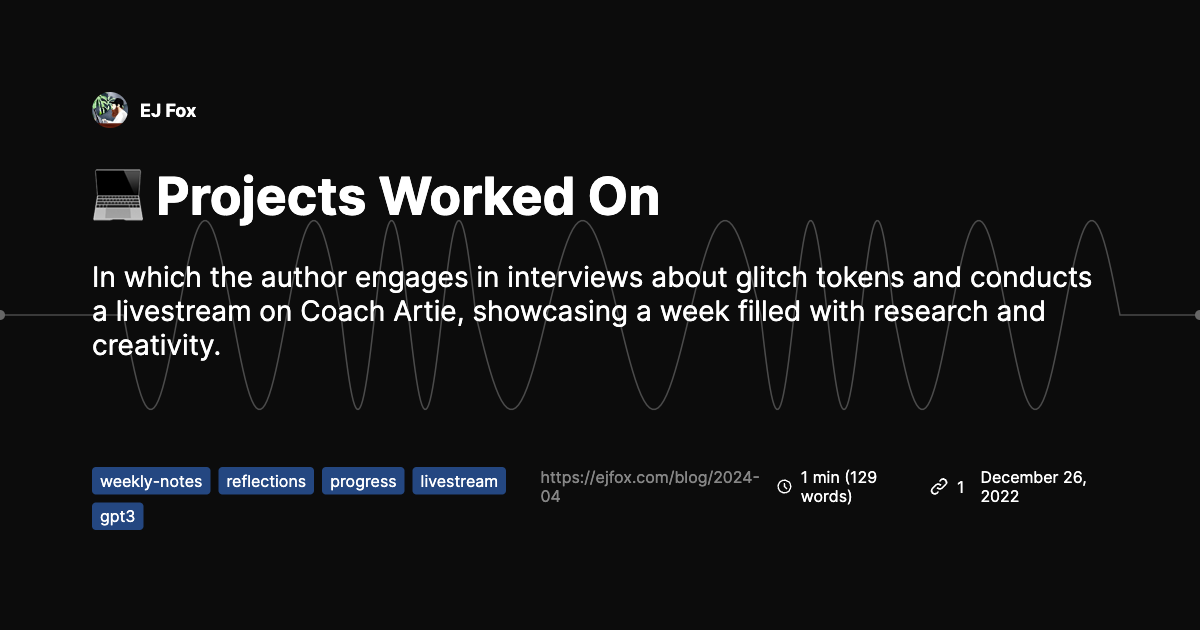 EJ Fox
💻 Projects Worked On
In which the author engages in interviews about glitch tokens and conducts
a livestream on Coach Artie, showcasing a week filled with research and
creativity.
weekly-notes reflections progress livestream
gpt3
https://ejfox.com/blog/2024-
04
1 min (129
words)
1
December 26,
2022